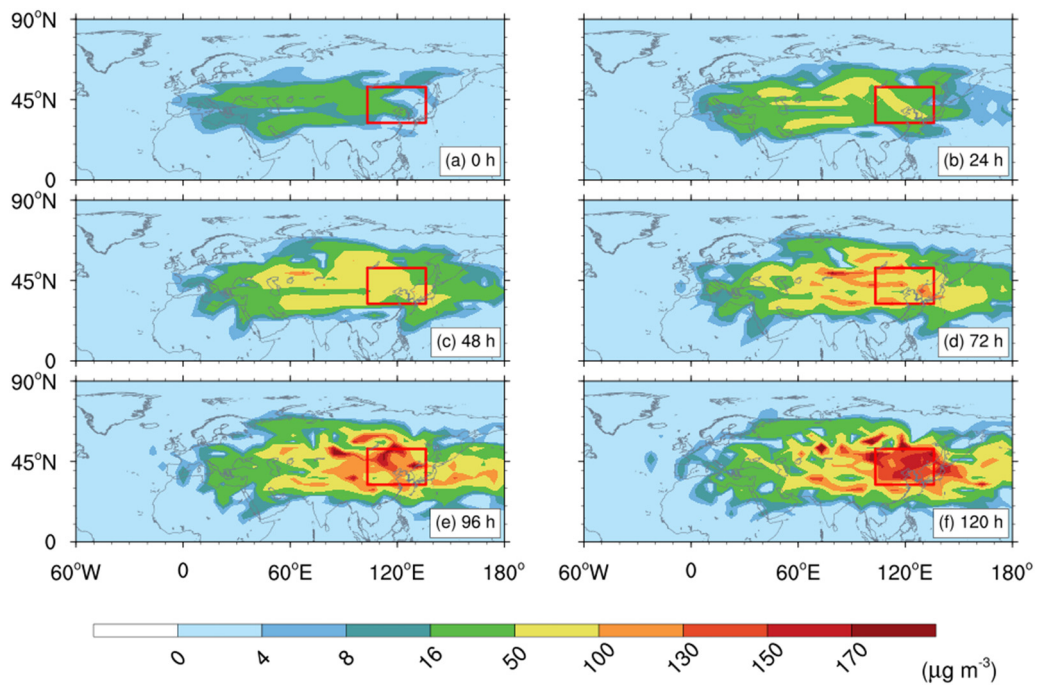 90°N
45°N
0
(a) 0 h
(b) 24 h
90°N
45°N
0
(c) 48 h
(d) 72 h
90°N
45°N
0
(e) 96 h
(f) 120 h
60°W 0 60°E 120°E 180°
60°W 0 60°E 120°E 180°
0 4 8 16 50 100 130 150 170
(μg m⁻³)